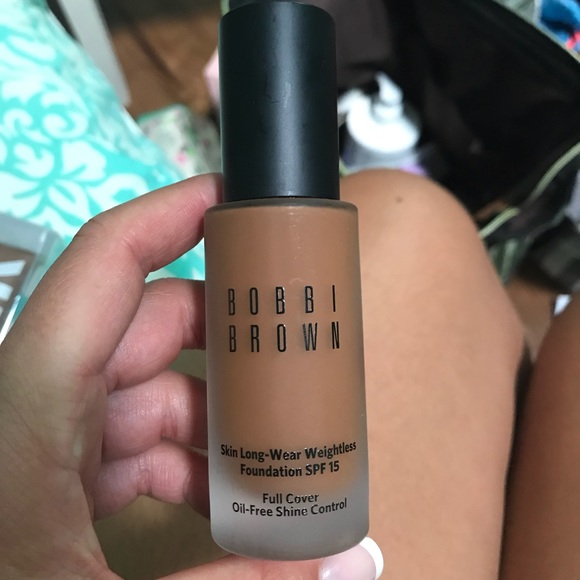 BOBBI
BROWN
Skin Long-Wear Weightless
Foundation SPF 15
Full Cover
Oil-Free Shine Control